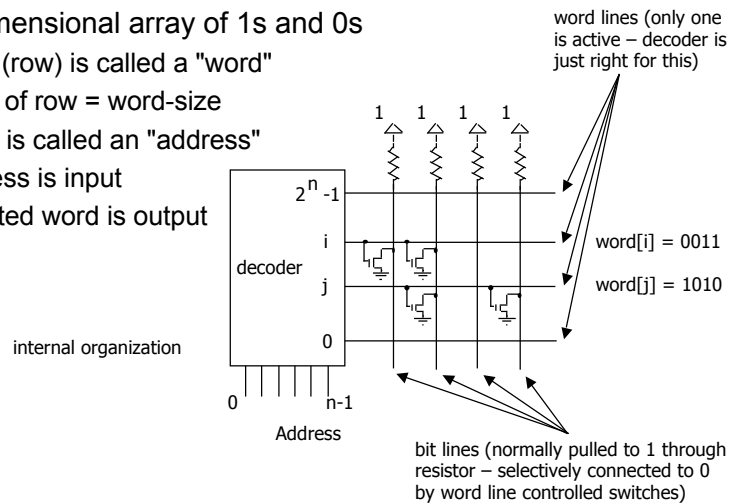 mensional array of 1s and 0s
(row) is called a "word"
of row = word-size
is called an "address"
ess is input
ted word is output
word lines (only one
is active – decoder is
just right for this)
1 1 1 1
2^n -1
i
word[i] = 0011
decoder
j
word[j] = 1010
0
internal organization
0 n-1
Address
bit lines (normally pulled to 1 through
resistor – selectively connected to 0
by word line controlled switches)